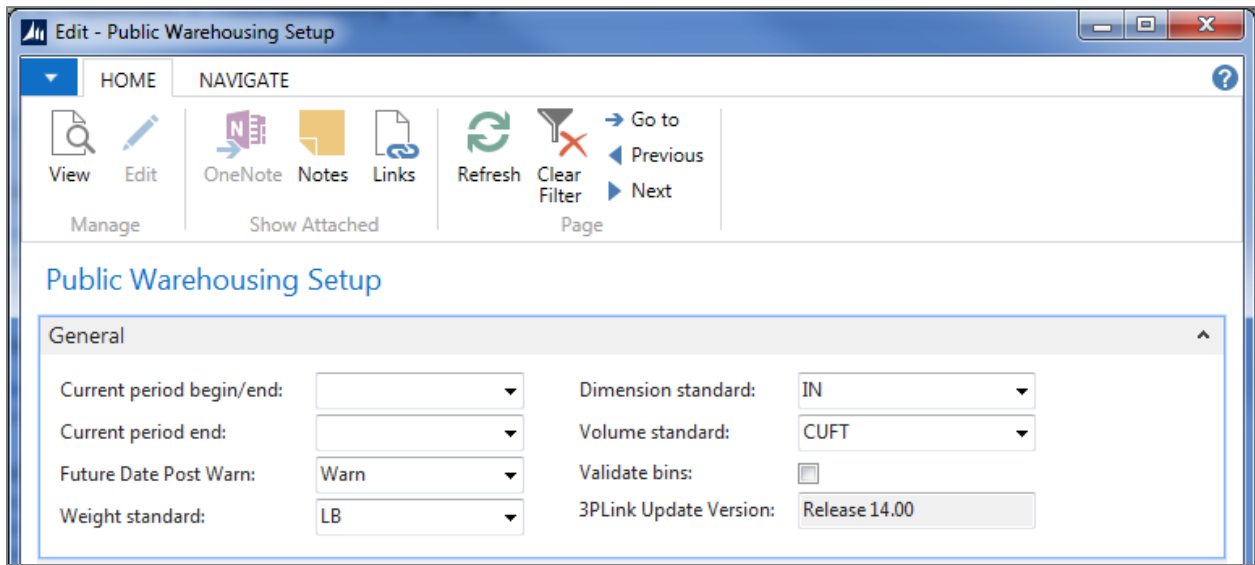 Edit - Public Warehousing Setup
HOME NAVIGATE
View Edit OneNote Notes Links Refresh Clear Filter
Go to
Previous
Next
Manage Show Attached Page
Public Warehousing Setup
General
Current period begin/end: Dimension standard: IN
Current period end: Volume standard: CUFT
Future Date Post Warn: Warn Validate bins:
Weight standard: LB 3PLink Update Version: Release 14.00